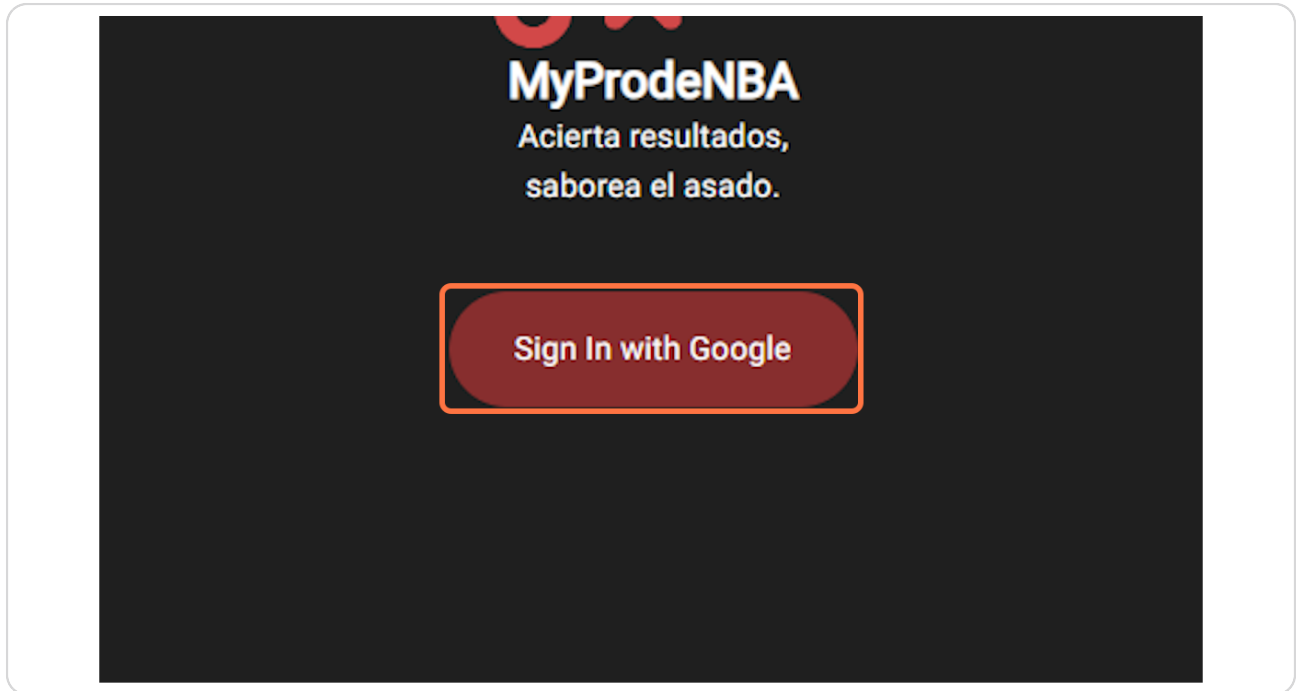 MyProdeNBA
Acierta resultados,
saborea el asado.
Sign In with Google